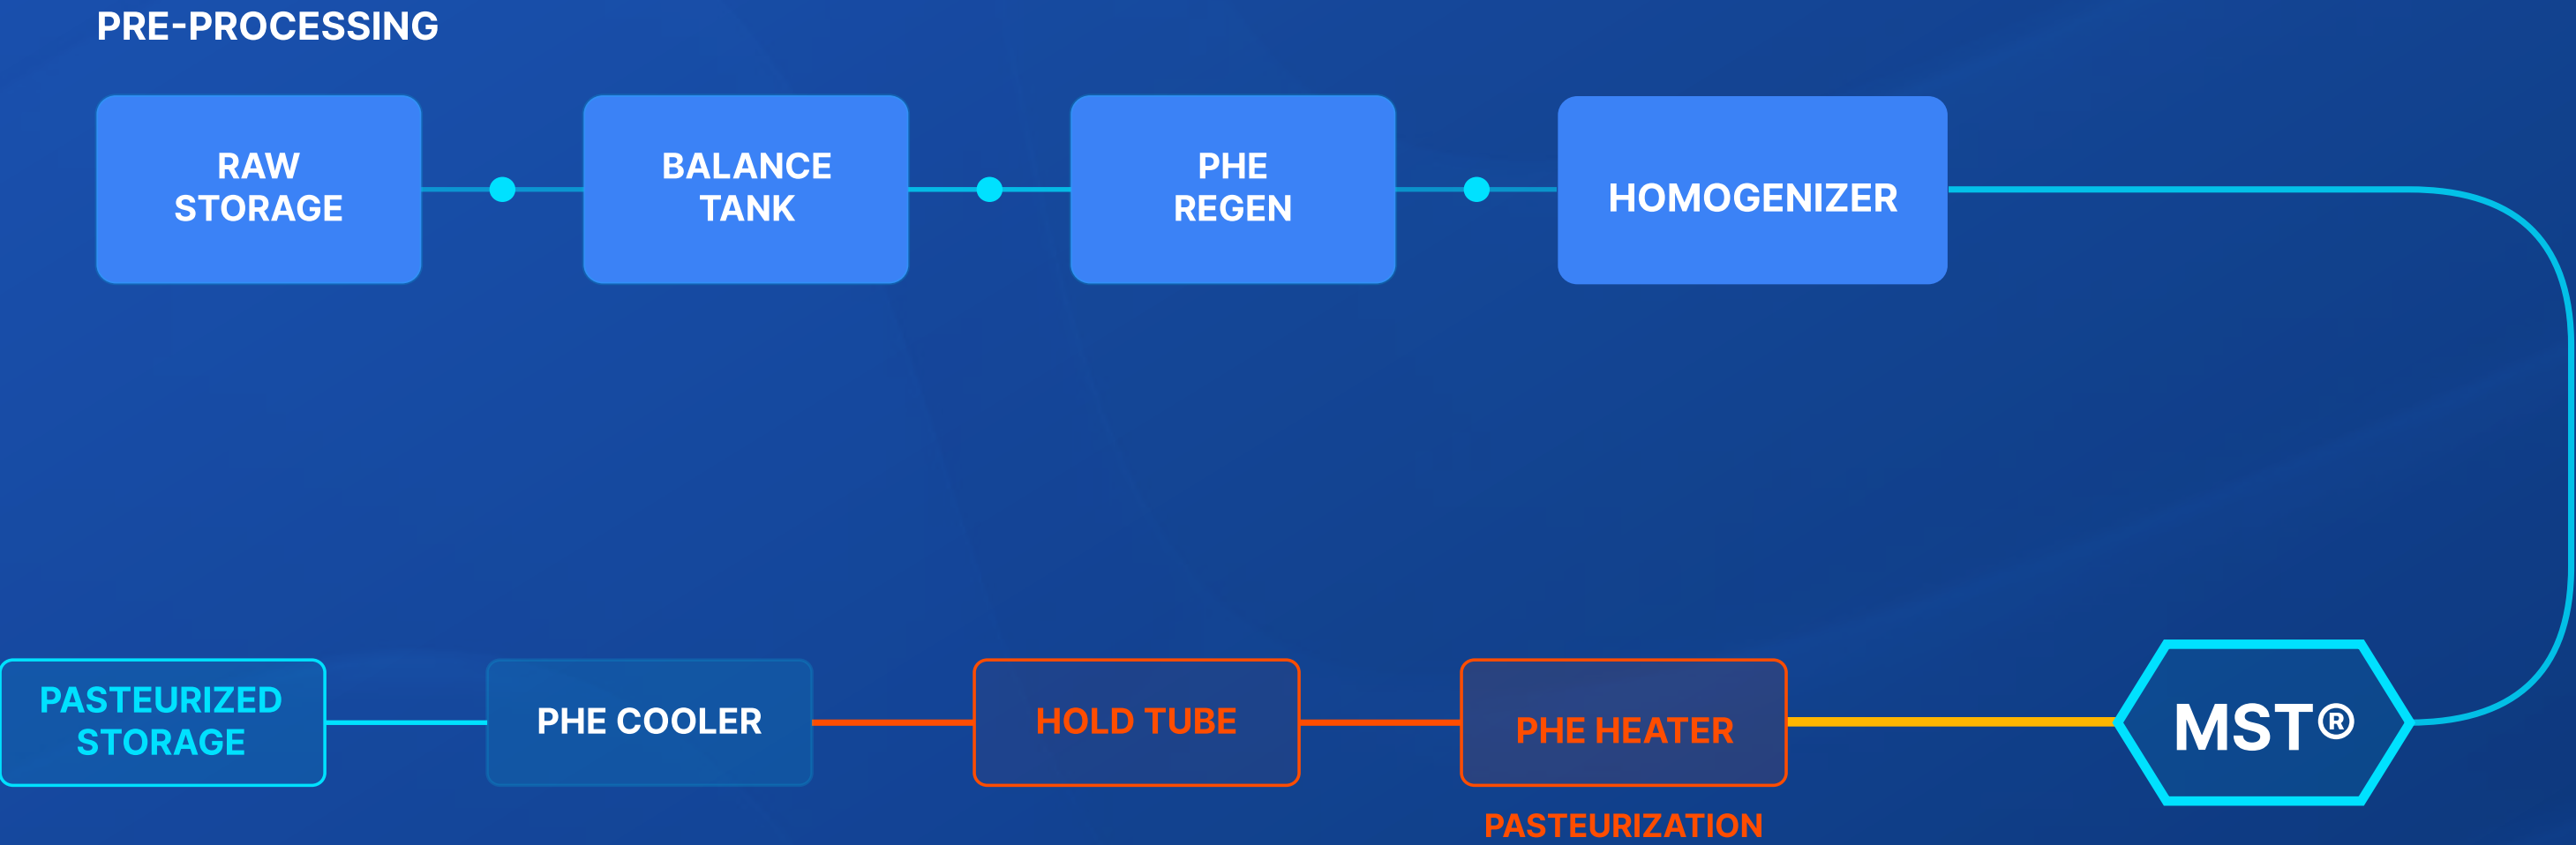 PRE-PROCESSING
RAW
STORAGE
BALANCE
TANK
PHE
REGEN
HOMOGENIZER
PASTEURIZED
STORAGE
PHE COOLER
HOLD TUBE
PHE HEATER
MST®
PASTEURIZATION